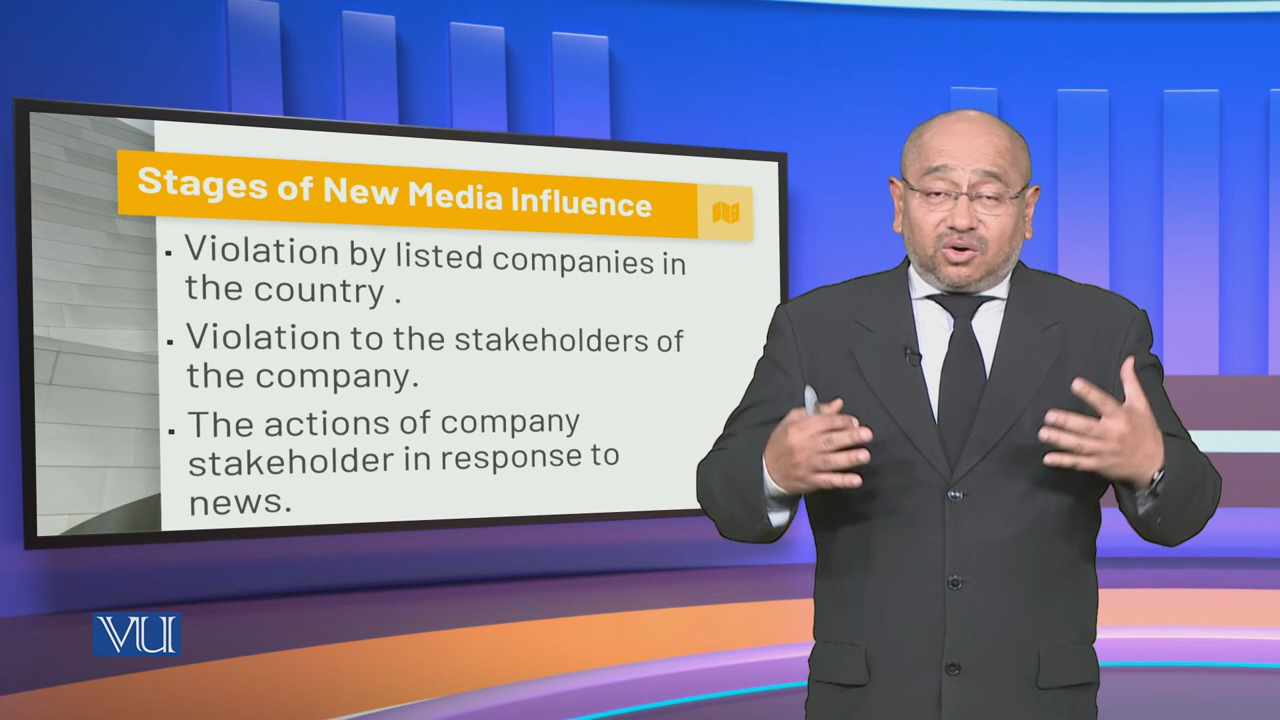 Stages of New Media Influence
. Violation by listed companies in
the country .
. Violation to the stakeholders of
the company.
. The actions of company
stakeholder in response to
news.
VU